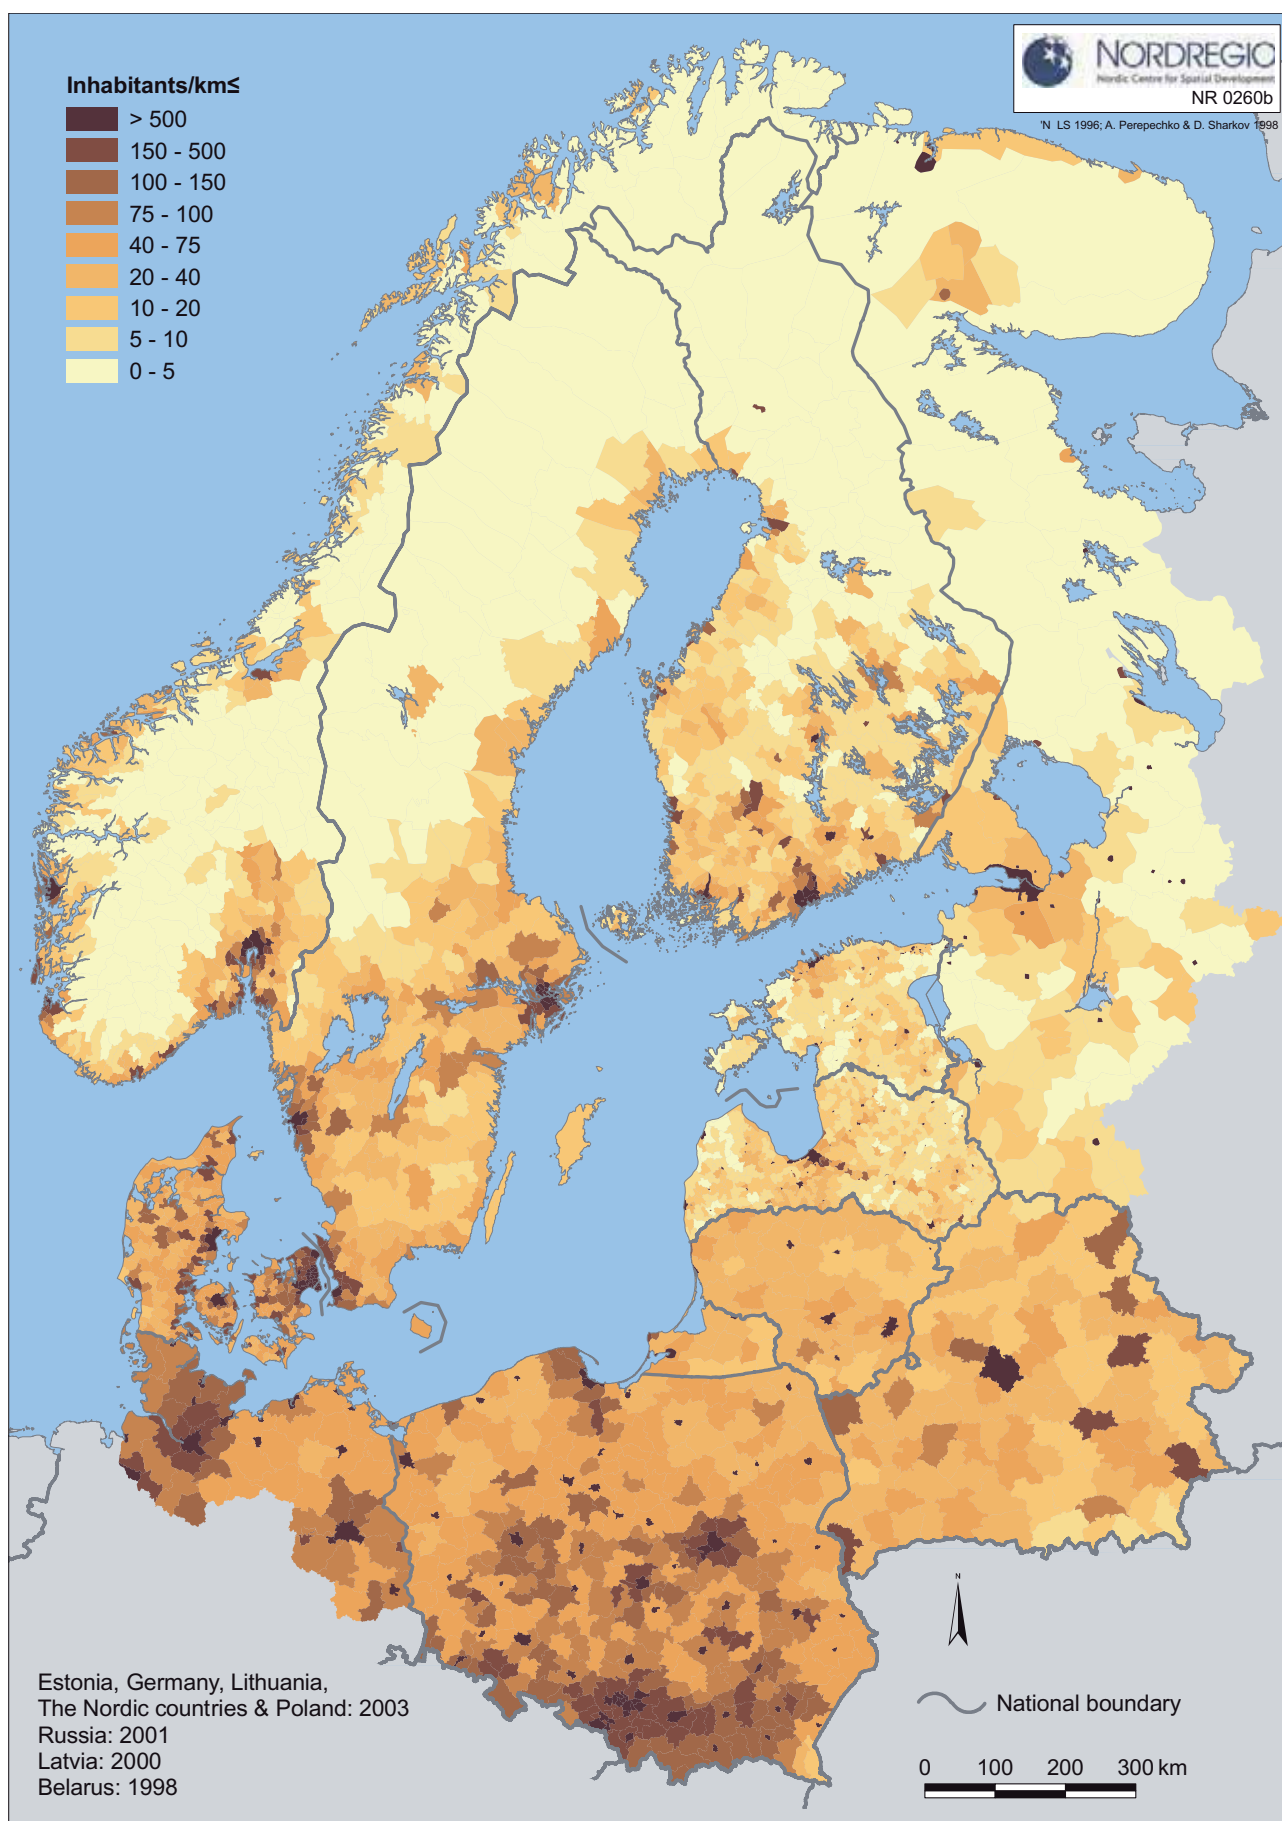 Inhabitants/km≤
> 500
150 - 500
100 - 150
75 - 100
40 - 75
20 - 40
10 - 20
5 - 10
0 - 5
NORDREGIO
Nordic Centre for Spatial Development
NR 0260b
'N LS 1996; A. Perepechko & D. Sharkov 1998
N
Estonia, Germany, Lithuania,
The Nordic countries & Poland: 2003
Russia: 2001
Latvia: 2000
Belarus: 1998
National boundary
0 100 200 300 km